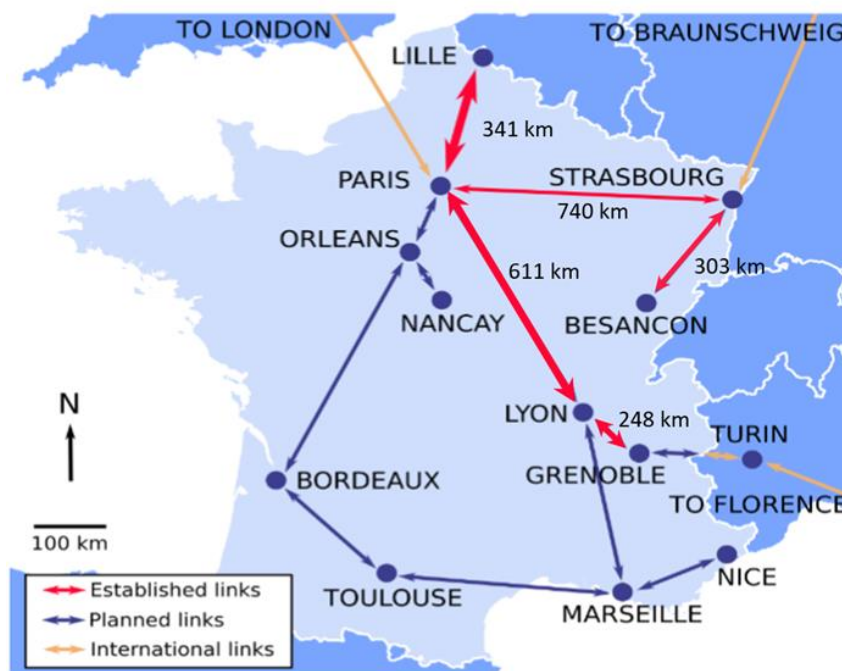 TO LONDON
TO BRAUNSCHWEIG
LILLE
341 km
PARIS
STRASBOURG
740 km
ORLEANS
611 km
303 km
NANCAY
BESANCON
N
LYON
248 km
TURIN
GRENOBLE
BORDEAUX
TO FLORENCE
100 km
NICE
TOULOUSE
MARSEILLE
Established links
Planned links
International links